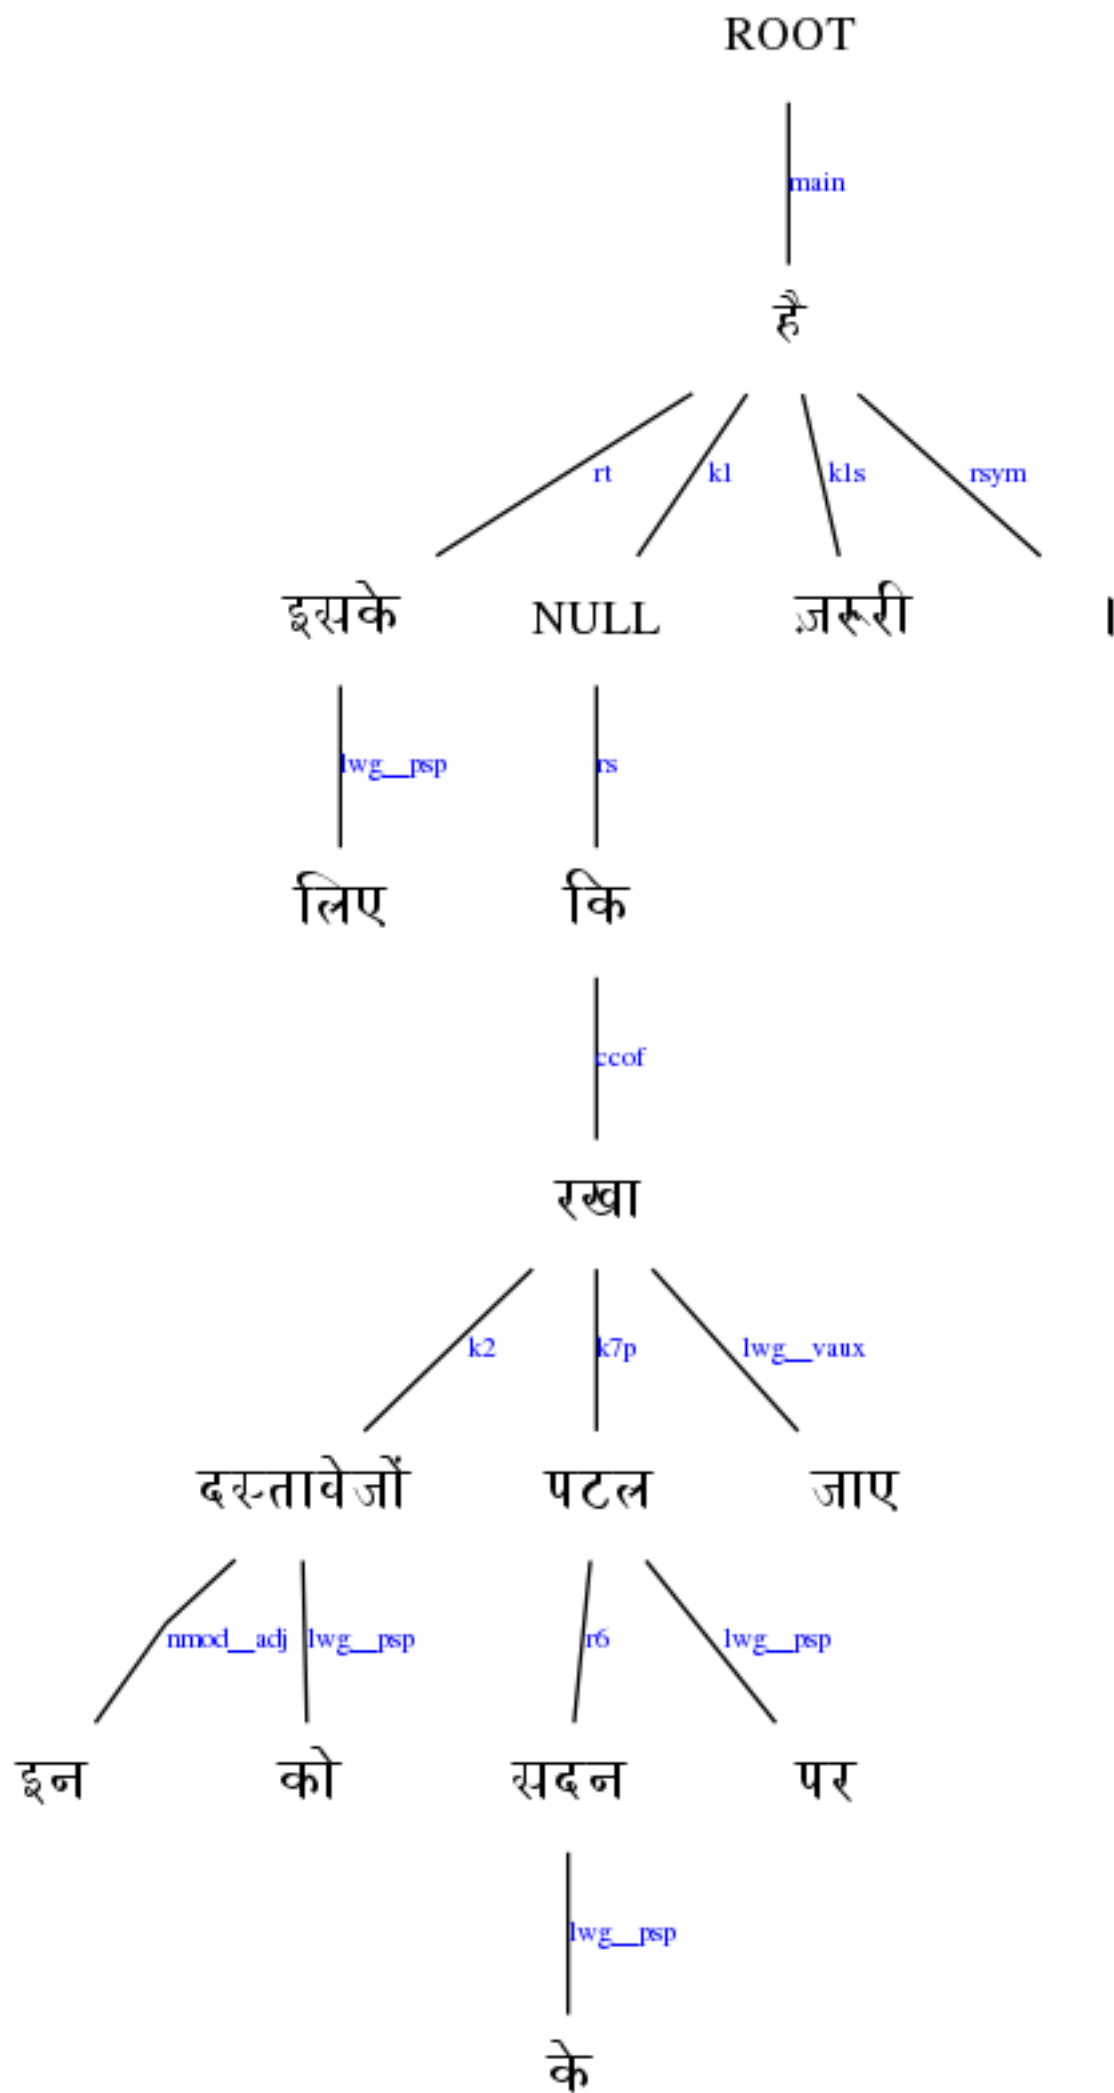 ROOT
main
है
rt k1 k1s rsym
इसके NULL ज़रूरी ।
lwg__psp rs
लिए कि
ccof
रखा
k2 k7p lwg__vaux
दस्तावेजों पटल जाए
nmod__adj lwg__psp r6 lwg__psp
इन को सदन पर
lwg__psp
के